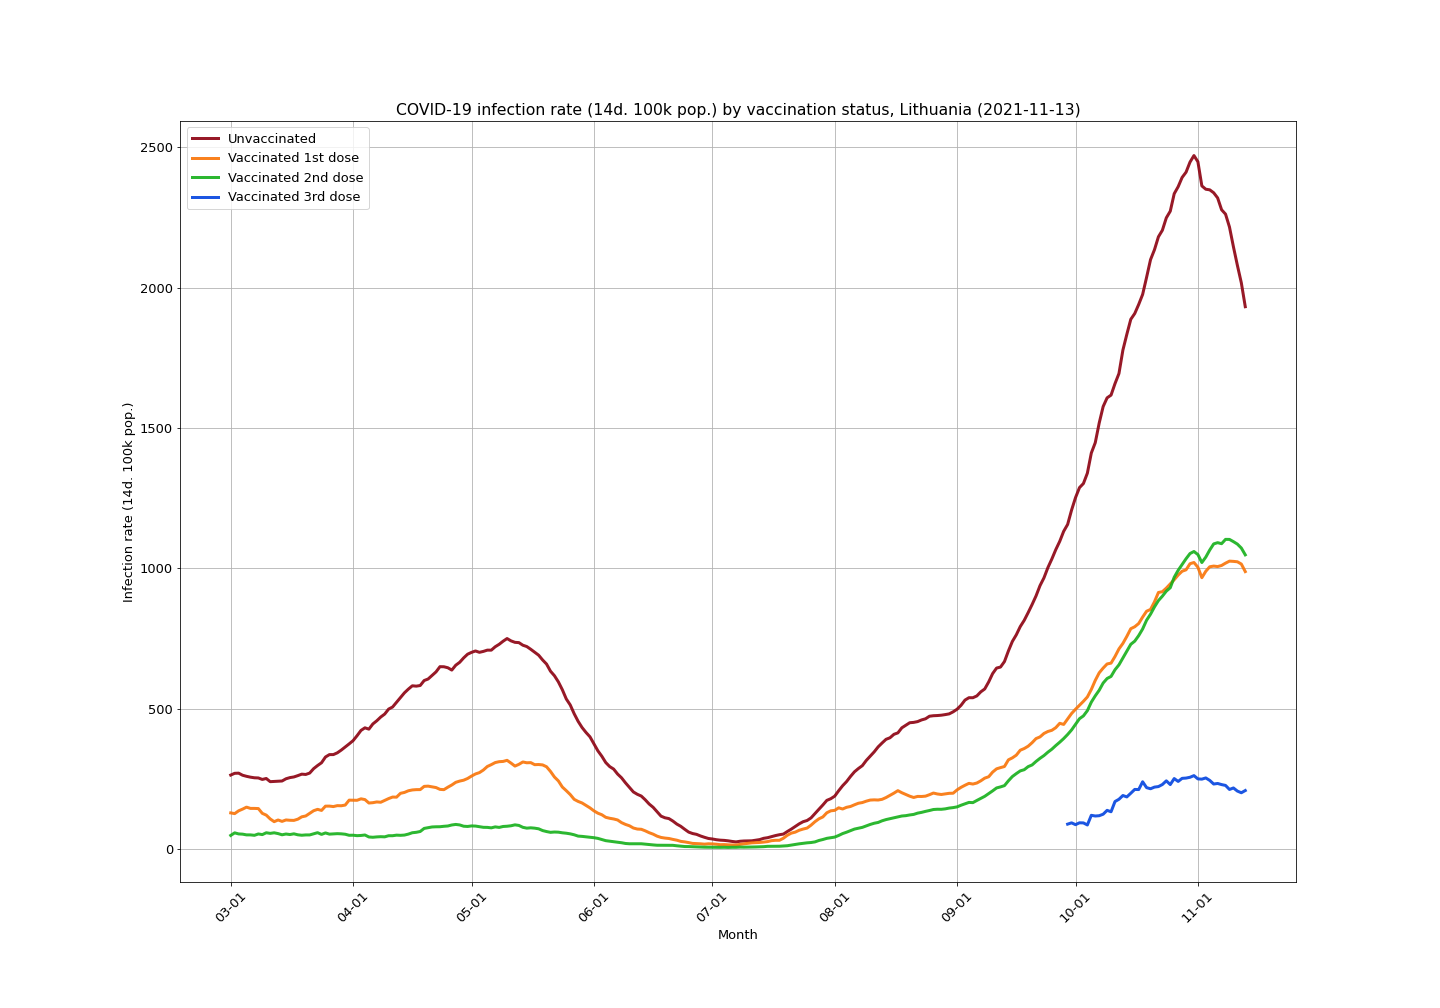 COVID-19 infection rate (14d. 100k pop.) by vaccination status, Lithuania (2021-11-13)
Unvaccinated
Vaccinated 1st dose
Vaccinated 2nd dose
Vaccinated 3rd dose
Infection rate (14d. 100k pop.)
2500
2000
1500
1000
500
0
03-01
04-01
05-01
06-01
07-01
08-01
09-01
10-01
11-01
Month